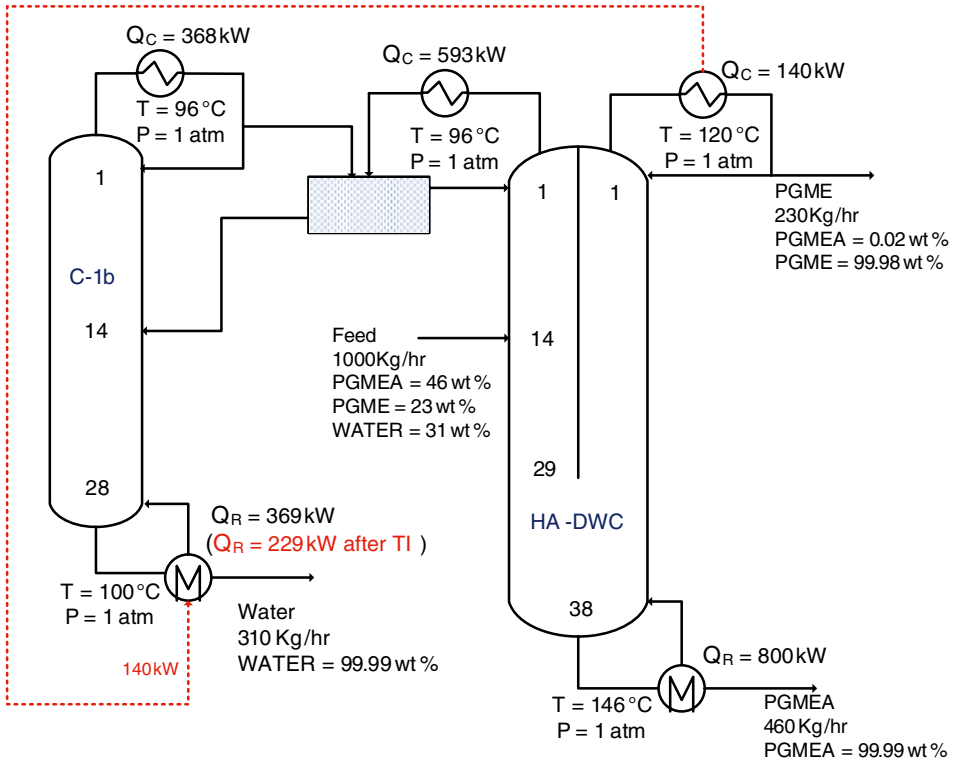 Q_C = 368 kW
T = 96 °C
P = 1 atm
1
C-1b
14
28
Q_R = 369 kW
(Q_R = 229 kW after TI )
T = 100 °C
P = 1 atm
140 kW
Water
310 Kg/hr
WATER = 99.99 wt %
Q_C = 593 kW
T = 96 °C
P = 1 atm
Feed
1000Kg/hr
PGMEA = 46 wt %
PGME = 23 wt %
WATER = 31 wt %
1
1
14
29
HA -DWC
38
Q_C = 140 kW
T = 120 °C
P = 1 atm
PGME
230Kg/hr
PGMEA = 0.02 wt %
PGME = 99.98 wt %
Q_R = 800 kW
T = 146 °C
P = 1 atm
PGMEA
460 Kg/hr
PGMEA = 99.99 wt %